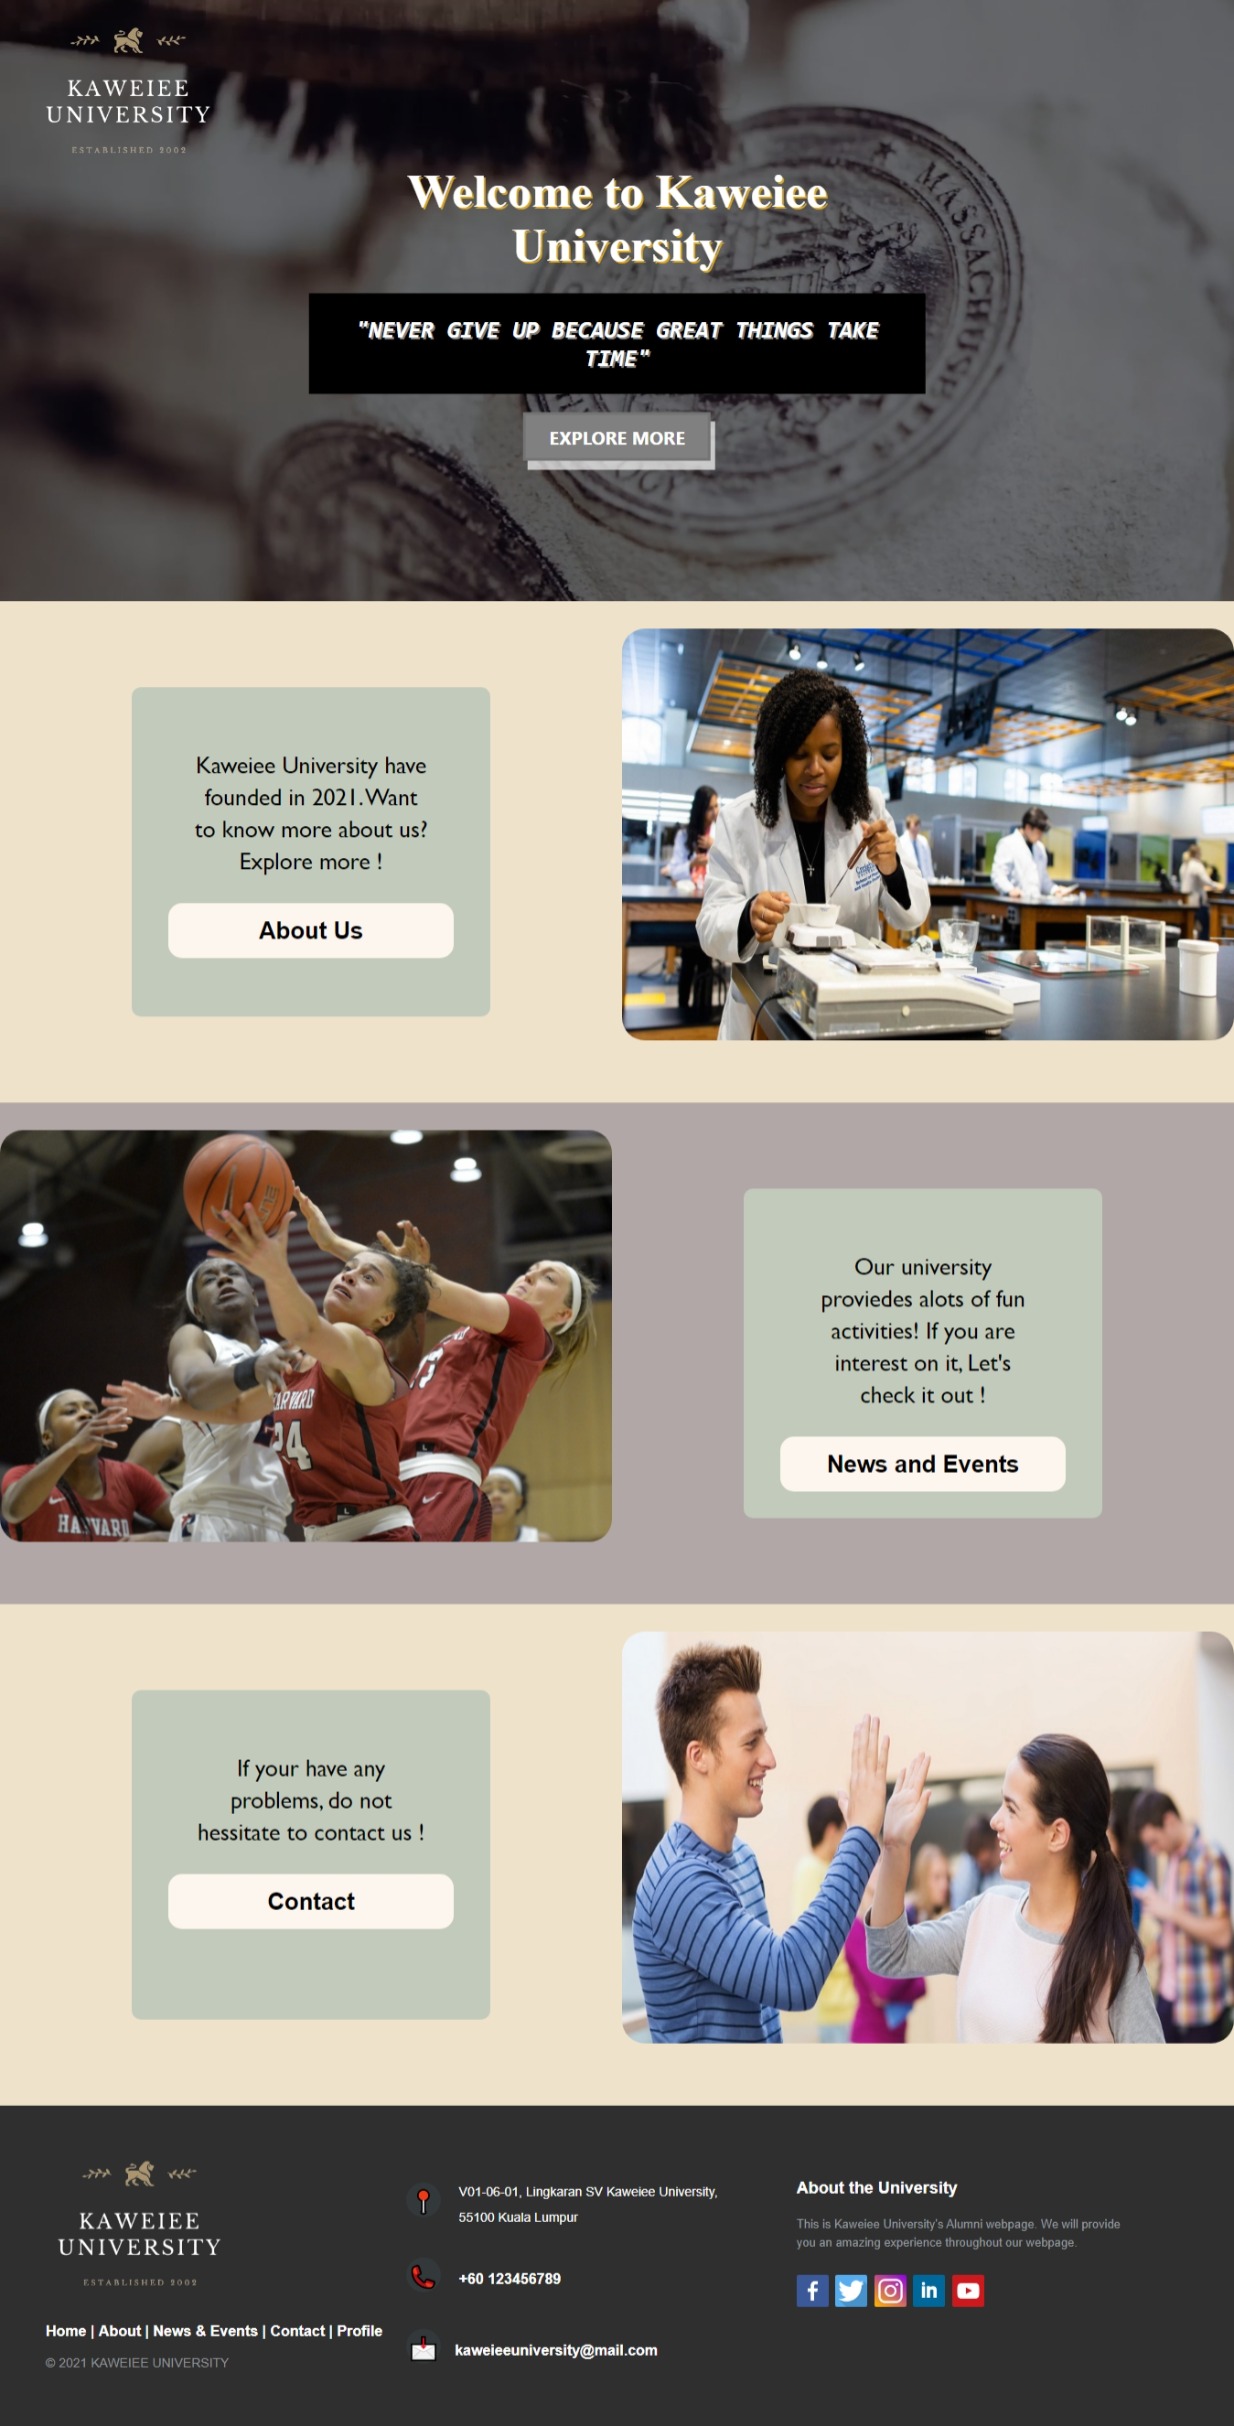 KAWEIEE
UNIVERSITY
ESTABLISHED 2002
MASSACHUSE
Welcome to Kaweiee
University
"NEVER GIVE UP BECAUSE GREAT THINGS TAKE
TIME"
EXPLORE MORE
Kaweiee University have
founded in 2021.Want
to know more about us?
Explore more !
About Us
HARVARD
24
HARVARD
Our university
proviedes alots of fun
activities! If you are
interest on it, Let's
check it out !
News and Events
If your have any
problems, do not
hessitate to contact us !
Contact
KAWEIEE
UNIVERSITY
ESTABLISHED 2002
Home | About | News & Events | Contact | Profile
© 2021 KAWEIEE UNIVERSITY
V01-06-01, Lingkaran SV Kaweiee University,
55100 Kuala Lumpur
+60 123456789
kaweieeuniversity@mail.com
About the University
This is Kaweiee University's Alumni webpage. We will provide
you an amazing experience throughout our webpage.
f
in